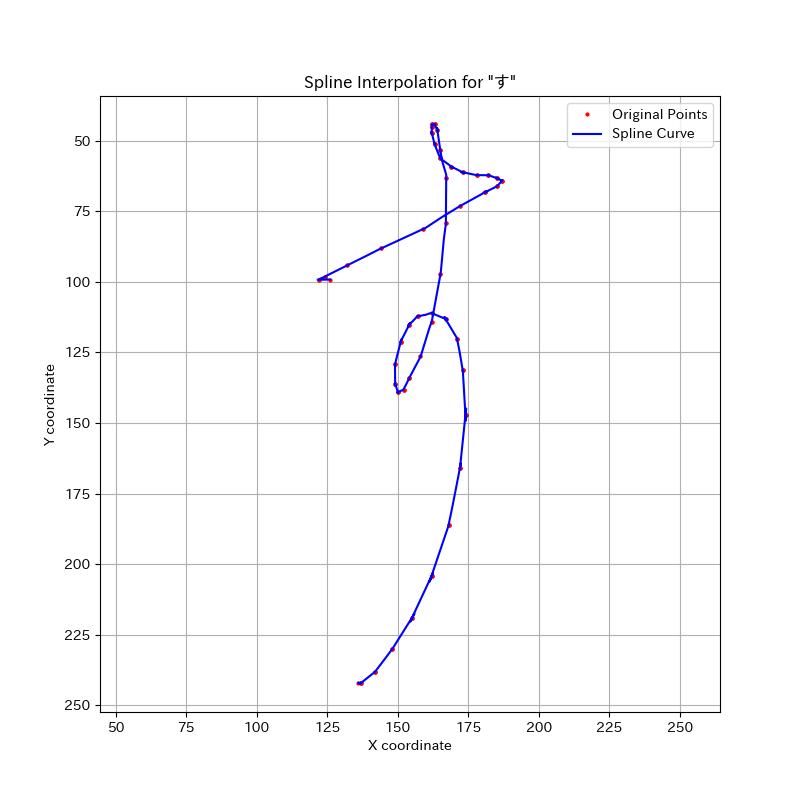 Spline Interpolation for "す"
Original Points
Spline Curve
Y coordinate
50
75
100
125
150
175
200
225
250
50 75 100 125 150 175 200 225 250
X coordinate